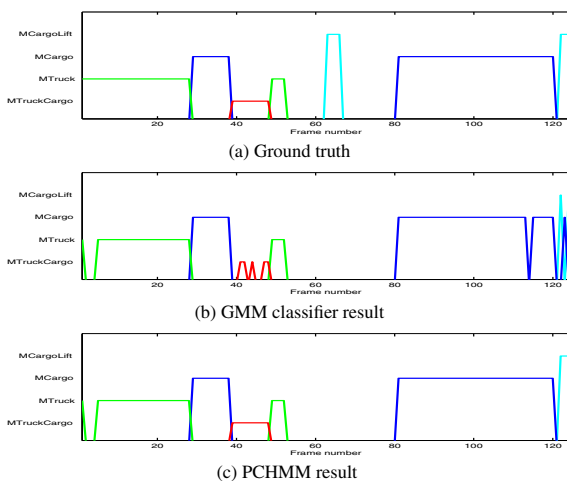 MCargoLift
MCargo
MTruck
MTruckCargo
20 40 60 80 100 120
Frame number
(a) Ground truth
MCargoLift
MCargo
MTruck
MTruckCargo
20 40 60 80 100 120
Frame number
(b) GMM classifier result
MCargoLift
MCargo
MTruck
MTruckCargo
20 40 60 80 100 120
Frame number
(c) PCHMM result